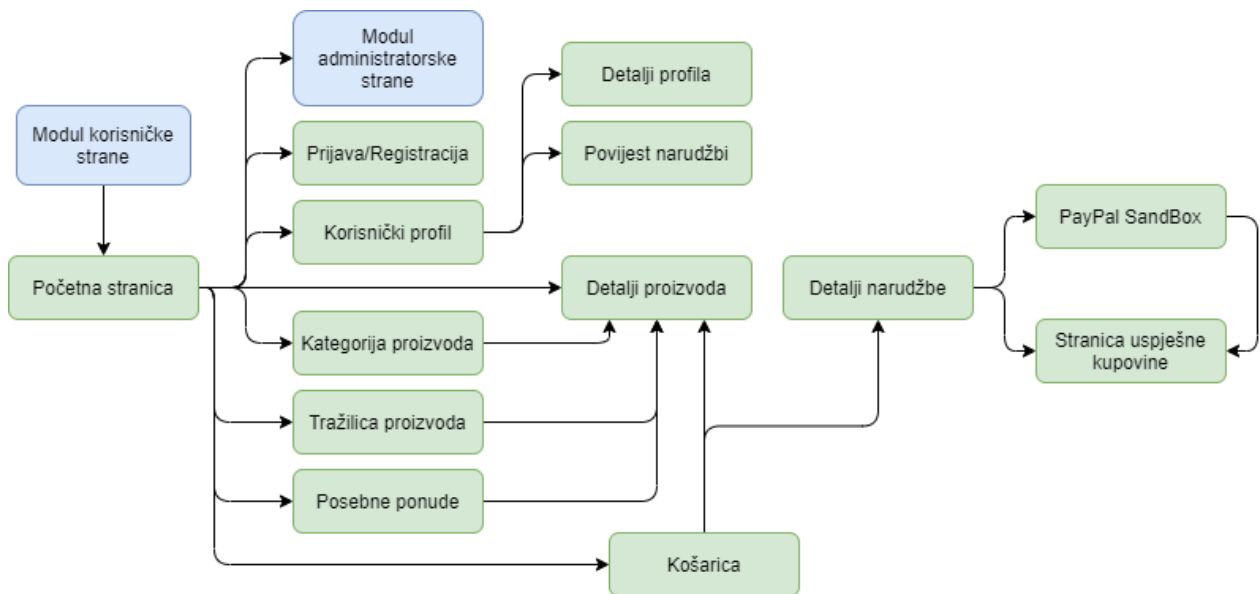 Modul
administratorske
strane
Detalji profila
Modul korisničke
strane
Prijava/Registracija
Povijest narudžbi
Korisnički profil
PayPal SandBox
Početna stranica
Detalji proizvoda
Detalji narudžbe
Kategorija proizvoda
Stranica uspješne
kupovine
Tražilica proizvoda
Posebne ponude
Košarica